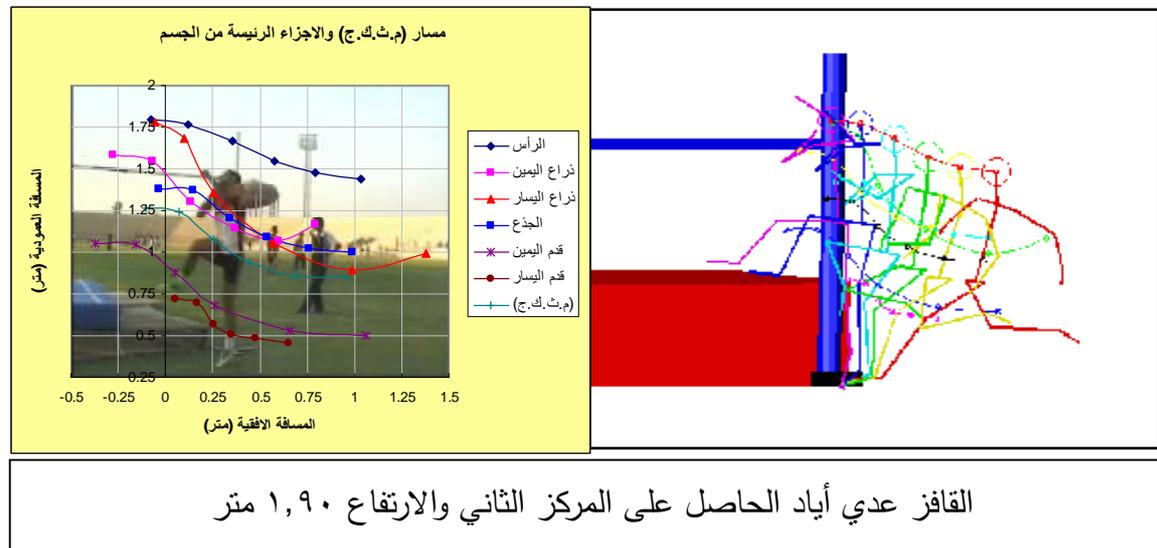 مسار (م.ث.ك.ج) والاجزاء الرئيسة من الجسم
المسافة العمودية (متر)
2
1.75
1.5
1.25
1
0.75
0.5
0.25
-0.5 -0.25 0 0.25 0.5 0.75 1 1.25 1.5
المسافة الافقية (متر)
الرأس
ذراع اليمين
ذراع اليسار
الجذع
قدم اليمين
قدم اليسار
(م.ث.ك.ج)
القافز عدي أياد الحاصل على المركز الثاني والارتفاع ١,٩٠ متر